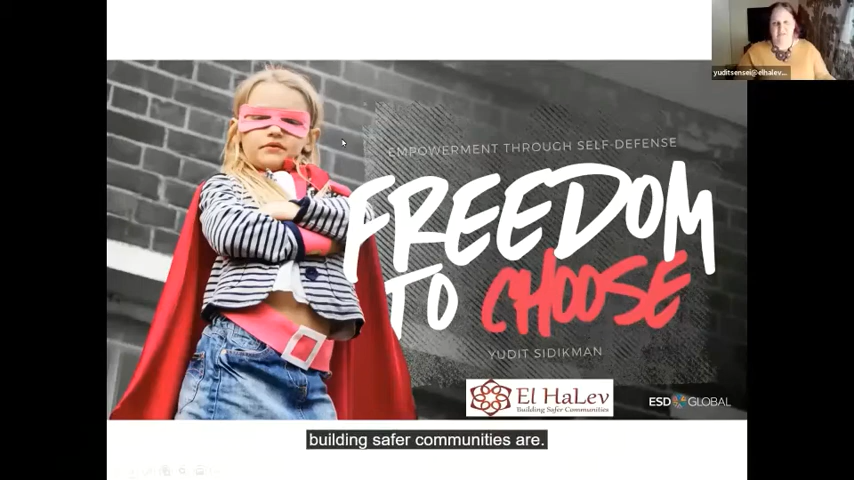 yuditsensei@elhalev...
EMPOWERMENT THROUGH SELF-DEFENSE
FREEDOM
TO CHOOSE
YUDIT SIDIKMAN
El HaLev
Building Safer Communities
ESD GLOBAL
building safer communities are.